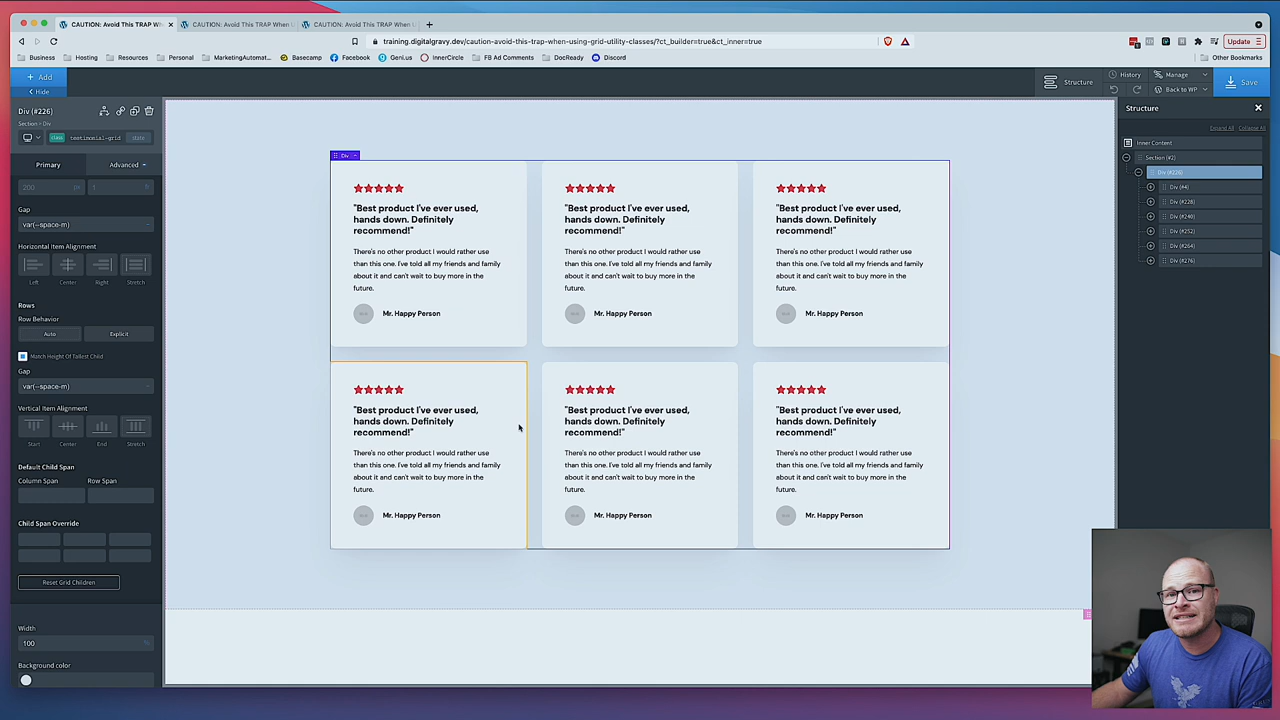 CAUTION: Avoid This TRAP Wh
CAUTION: Avoid This TRAP When U
CAUTION: Avoid This TRAP When U
training.digitalgravy.dev/caution-avoid-this-trap-when-using-grid-utility-classes/?ct_builder=true&ct_inner=true
Update
Business
Hosting
Resources
Personal
MarketingAutomat...
Basecamp
Facebook
Geni.us
InnerCircle
FB Ad Comments
DocReady
Discord
Other Bookmarks
+ Add
Hide
Structure
History
Manage
Back to WP
Save
Div (#226)
Section > Div
class
testimonial-grid
state
Primary
Advanced
200
px
1
fr
Gap
var(--space-m)
Horizontal Item Alignment
Left
Center
Right
Stretch
Rows
Row Behavior
Auto
Explicit
Match Height Of Tallest Child
Gap
var(--space-m)
Vertical Item Alignment
Start
Center
End
Stretch
Default Child Span
Column Span
Row Span
Child Span Override
Reset Grid Children
Width
100
%
Background color
Div
"Best product I've ever used,
hands down. Definitely
recommend!"
There's no other product I would rather use
than this one. I've told all my friends and family
about it and can't wait to buy more in the
future.
Mr. Happy Person
"Best product I've ever used,
hands down. Definitely
recommend!"
There's no other product I would rather use
than this one. I've told all my friends and family
about it and can't wait to buy more in the
future.
Mr. Happy Person
"Best product I've ever used,
hands down. Definitely
recommend!"
There's no other product I would rather use
than this one. I've told all my friends and family
about it and can't wait to buy more in the
future.
Mr. Happy Person
"Best product I've ever used,
hands down. Definitely
recommend!"
There's no other product I would rather use
than this one. I've told all my friends and family
about it and can't wait to buy more in the
future.
Mr. Happy Person
"Best product I've ever used,
hands down. Definitely
recommend!"
There's no other product I would rather use
than this one. I've told all my friends and family
about it and can't wait to buy more in the
future.
Mr. Happy Person
"Best product I've ever used,
hands down. Definitely
recommend!"
There's no other product I would rather use
than this one. I've told all my friends and family
about it and can't wait to buy more in the
future.
Mr. Happy Person
Structure
Expand All
Collapse All
Inner Content
Section (#2)
Div (#226)
Div (#4)
Div (#228)
Div (#240)
Div (#252)
Div (#264)
Div (#276)